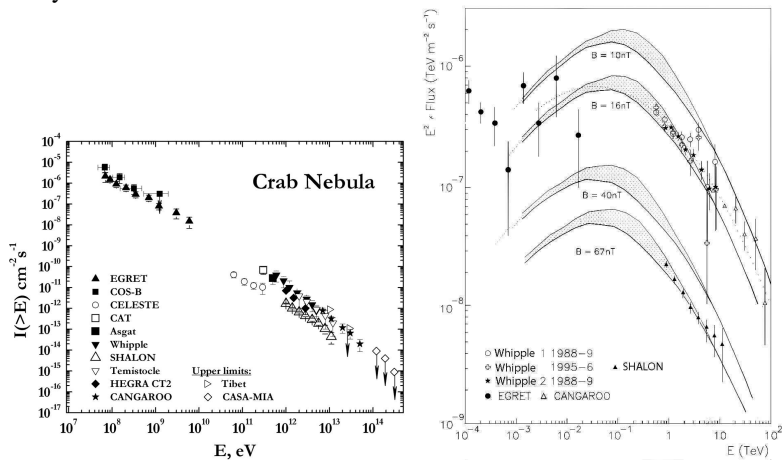 Crab Nebula
I(>E) cm⁻²s⁻¹
10⁻⁴
10⁻⁵
10⁻⁶
10⁻⁷
10⁻⁸
10⁻⁹
10⁻¹⁰
10⁻¹¹
10⁻¹²
10⁻¹³
10⁻¹⁴
10⁻¹⁵
10⁻¹⁶
10⁻¹⁷
EGRET
COS-B
CELESTE
CAT
Asgat
Whipple
SHALON
Temistocle
HEGRA CT2
CANGAROO
Upper limits:
Tibet
CASA-MIA
10⁷ 10⁸ 10⁹ 10¹⁰ 10¹¹ 10¹² 10¹³ 10¹⁴
E, eV
E² * Flux (TeV m⁻² s⁻¹)
10⁻⁶
10⁻⁷
10⁻⁸
10⁻⁹
B = 10nT
B = 16nT
B = 40nT
B = 67nT
Whipple 1 1988-9
Whipple 1995-6
Whipple 2 1988-9
EGRET CANGAROO
SHALON
10⁻⁴ 10⁻³ 10⁻² 10⁻¹ 1 10 10²
E (TeV)